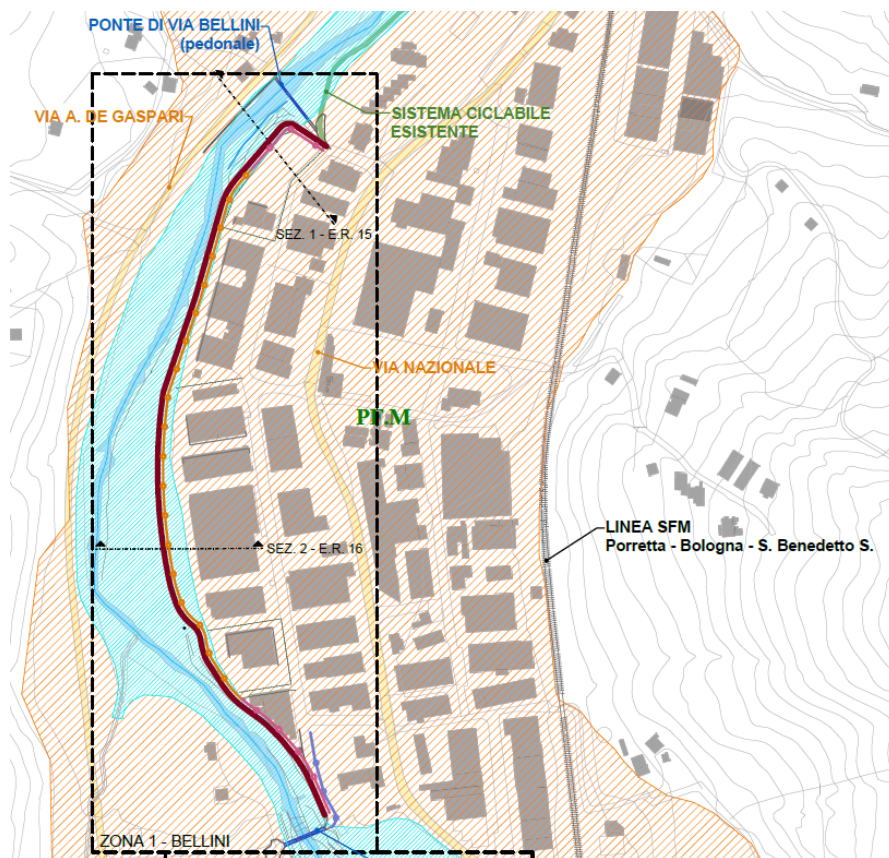 PONTE DI VIA BELLINI
(pedonale)
VIA A. DE GASPARI
SISTEMA CICLABILE
ESISTENTE
SEZ. 1 - E.R. 15
VIA NAZIONALE
SEZ. 2 - E.R. 16
LINEA SFM
Porretta - Bologna - S. Benedetto S.
ZONA 1 - BELLINI